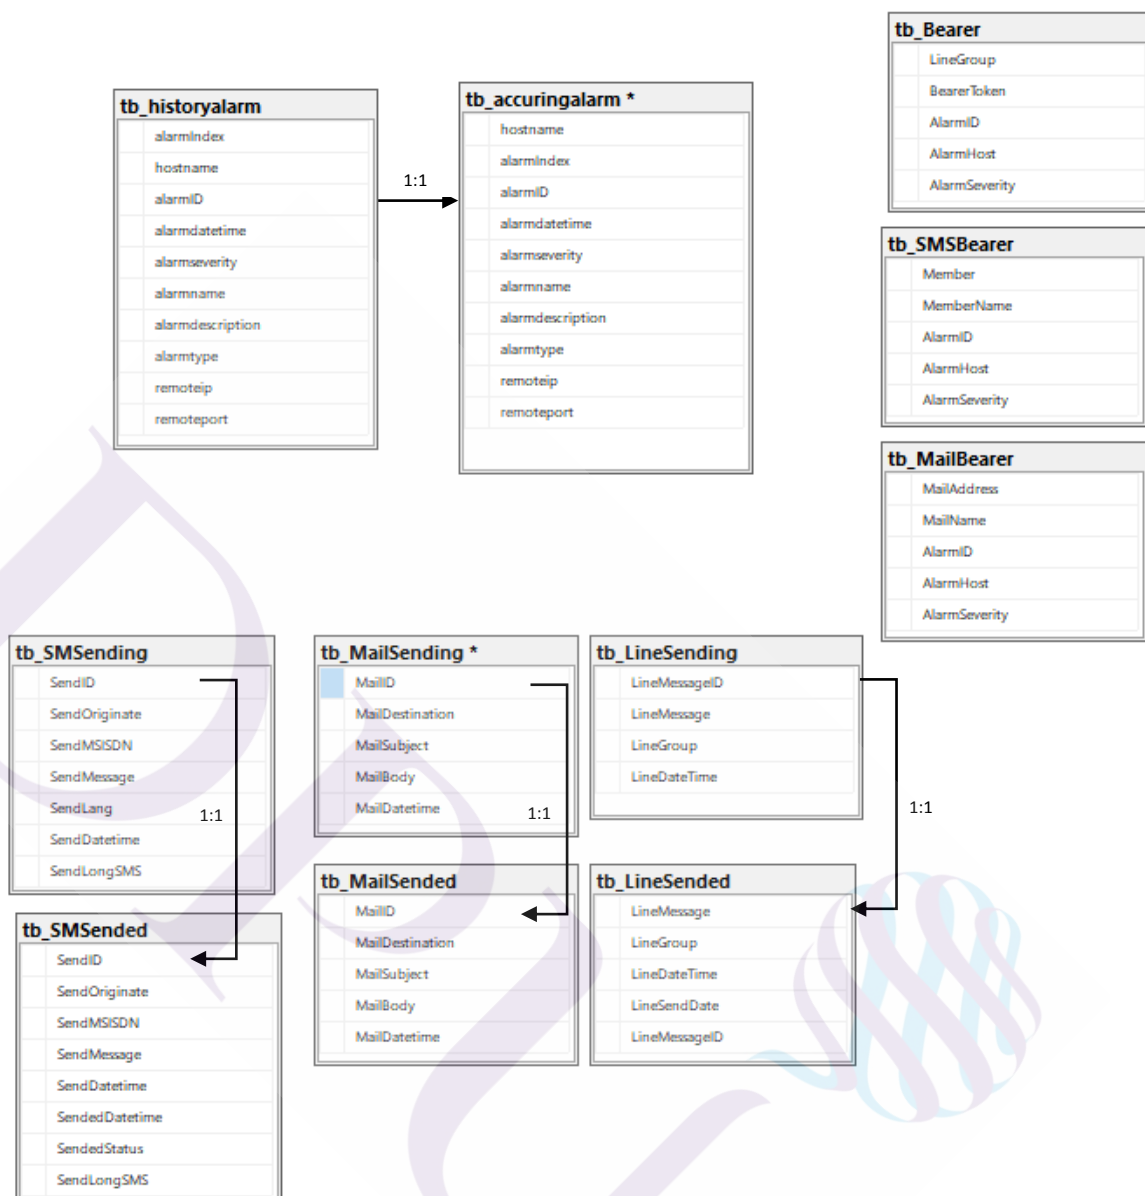 tb_historyalarm
alarmIndex
hostname
alarmID
alarmdatetime
alarmseverity
alarmname
alarmdescription
alarmtype
remoteip
remoteport
1:1
tb_accuringalarm *
hostname
alarmIndex
alarmID
alarmdatetime
alarmseverity
alarmname
alarmdescription
alarmtype
remoteip
remoteport
tb_Bearer
LineGroup
BearerToken
AlarmID
AlarmHost
AlarmSeverity
tb_SMSBearer
Member
MemberName
AlarmID
AlarmHost
AlarmSeverity
tb_MailBearer
MailAddress
MailName
AlarmID
AlarmHost
AlarmSeverity
tb_SMSending
SendID
SendOriginate
SendMSISDN
SendMessage
SendLang
SendDatetime
SendLongSMS
1:1
tb_SMSended
SendID
SendOriginate
SendMSISDN
SendMessage
SendDatetime
SendedDatetime
SendedStatus
SendLongSMS
tb_MailSending *
MailID
MailDestination
MailSubject
MailBody
MailDatetime
1:1
tb_MailSended
MailID
MailDestination
MailSubject
MailBody
MailDatetime
tb_LineSending
LineMessageID
LineMessage
LineGroup
LineDateTime
1:1
tb_LineSended
LineMessage
LineGroup
LineDateTime
LineSendDate
LineMessageID